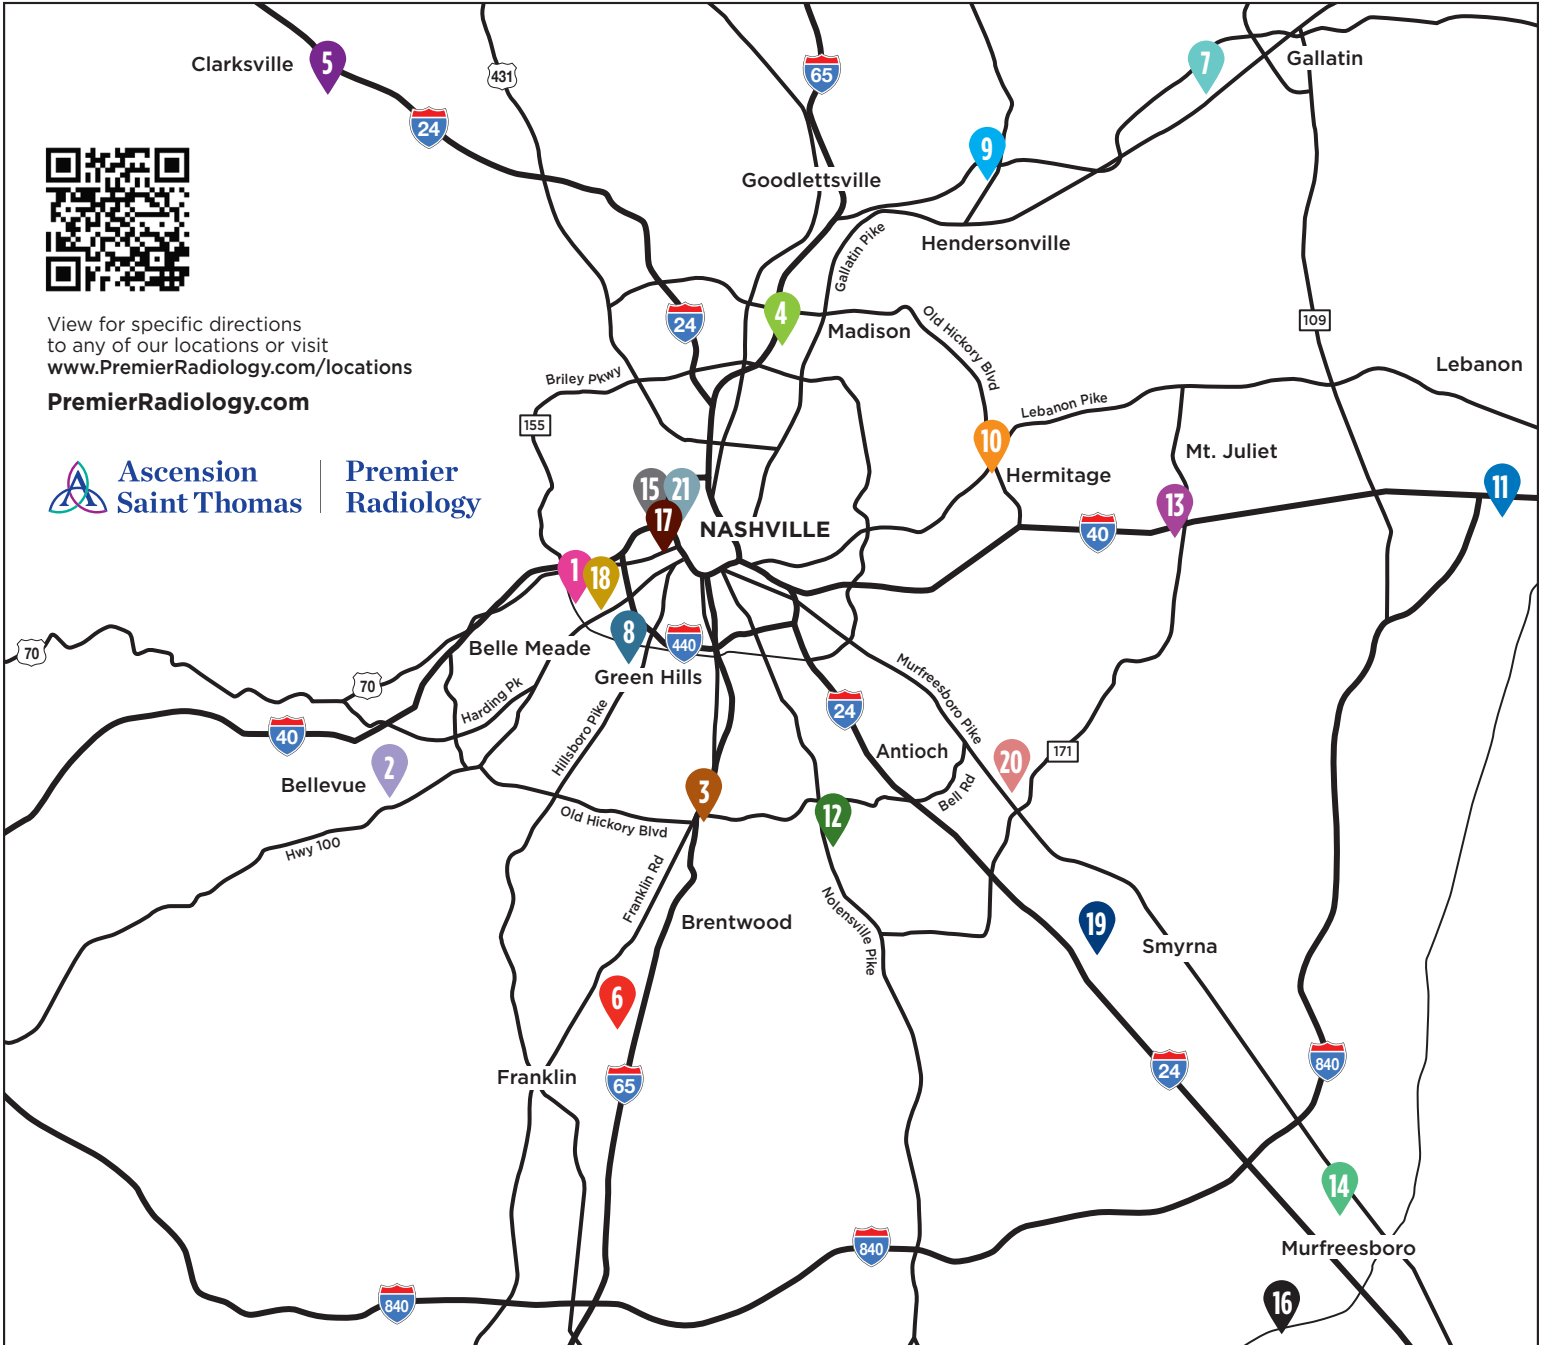 Clarksville
5
431
65
7
Gallatin
24
9
Goodlettsville
Gallatin Pike
Hendersonville
View for specific directions
to any of our locations or visit
www.PremierRadiology.com/locations
PremierRadiology.com
24
4
Madison
Old Hickory Blvd
109
Lebanon
Briley Pkwy
155
Lebanon Pike
10
Hermitage
Mt. Juliet
Ascension
Saint Thomas
Premier
Radiology
15
21
17
NASHVILLE
40
13
11
1
18
8
440
Belle Meade
Green Hills
70
70
Harding Pk
Hillsboro Pike
Murfreesboro Pike
24
40
Bellevue
2
Antioch
20
171
3
Bell Rd
12
Old Hickory Blvd
Hwy 100
Franklin Rd
Nolensville Pike
Brentwood
19
Smyrna
6
Franklin
65
24
840
14
840
Murfreesboro
840
16